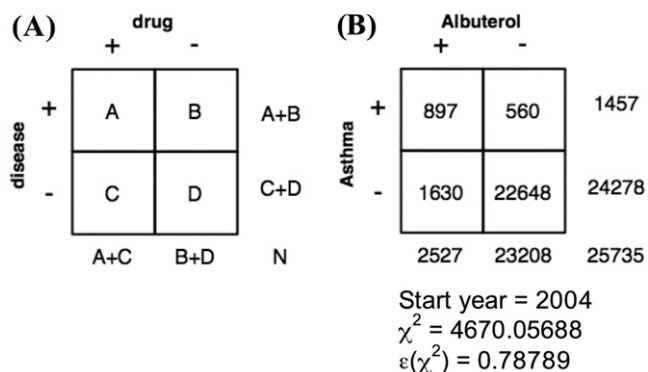 (A) drug
+ -
disease
+ A B A+B
- C D C+D
A+C B+D N
(B) Albuterol
+ -
Asthma
+ 897 560 1457
- 1630 22648 24278
2527 23208 25735
Start year = 2004
χ² = 4670.05688
ε(χ²) = 0.78789